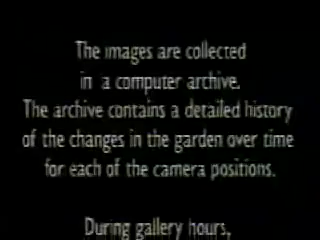 The images are collected
in a computer archive.
The archive contains a detailed history
of the changes in the garden over time
for each of the camera positions.
During gallery hours,